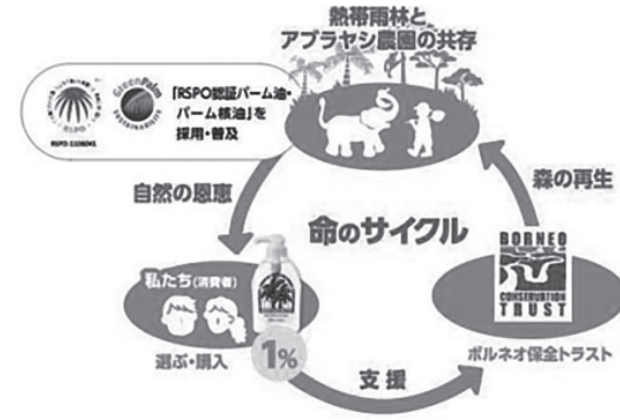 熱帯雨林と
アブラヤシ農園の共存
GreenPalm
SUSTAINABILITY
RSPO
「RSPO認証パーム油・
パーム核油」を
採用・普及
自然の恩恵
森の再生
命のサイクル
私たち(消費者)
選ぶ・購入
1%
支援
BORNEO
CONSERVATION
TRUST
ボルネオ保全トラスト